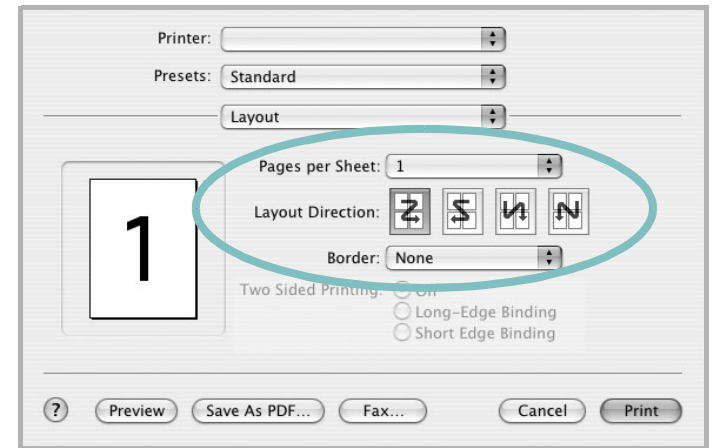 Printer:
Presets: Standard
Layout
Pages per Sheet: 1
Layout Direction:
Border: None
1
Two Sided Printing:
Long-Edge Binding
Short Edge Binding
? Preview Save As PDF... Fax... Cancel Print